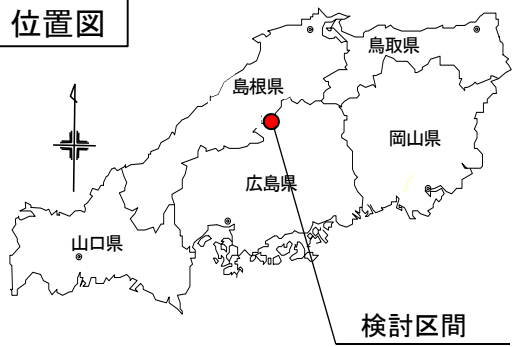 位置図
鳥取県
島根県
岡山県
広島県
山口県
検討区間